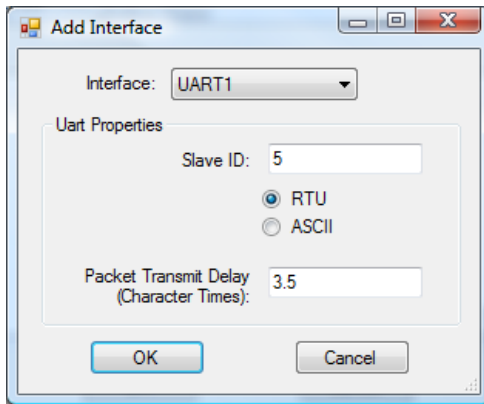 Add Interface
Interface: UART1
Uart Properties
Slave ID: 5
RTU
ASCII
Packet Transmit Delay
(Character Times): 3.5
OK Cancel